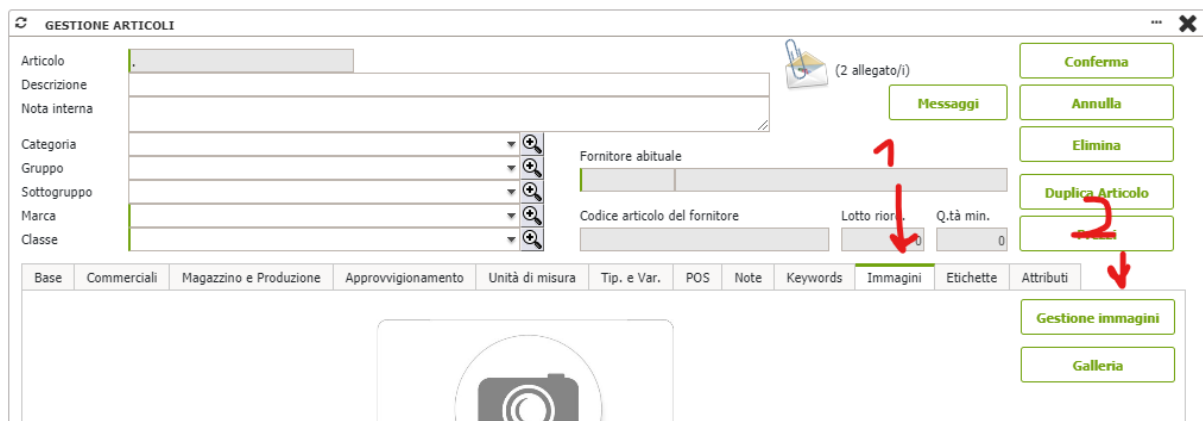 GESTIONE ARTICOLI
Articolo .
(2 allegato/i)
Conferma
Descrizione
Nota interna
Messaggi
Annulla
Categoria
Elimina
1
Gruppo
Fornitore abituale
Sottogruppo
Duplica Articolo
Marca
Codice articolo del fornitore
Lotto riord.
Q.tà min.
2
Classe
0
0
Prezzi
Base Commerciali Magazzino e Produzione Approvvigionamento Unità di misura Tip. e Var. POS Note Keywords Immagini Etichette Attributi
Gestione immagini
Galleria